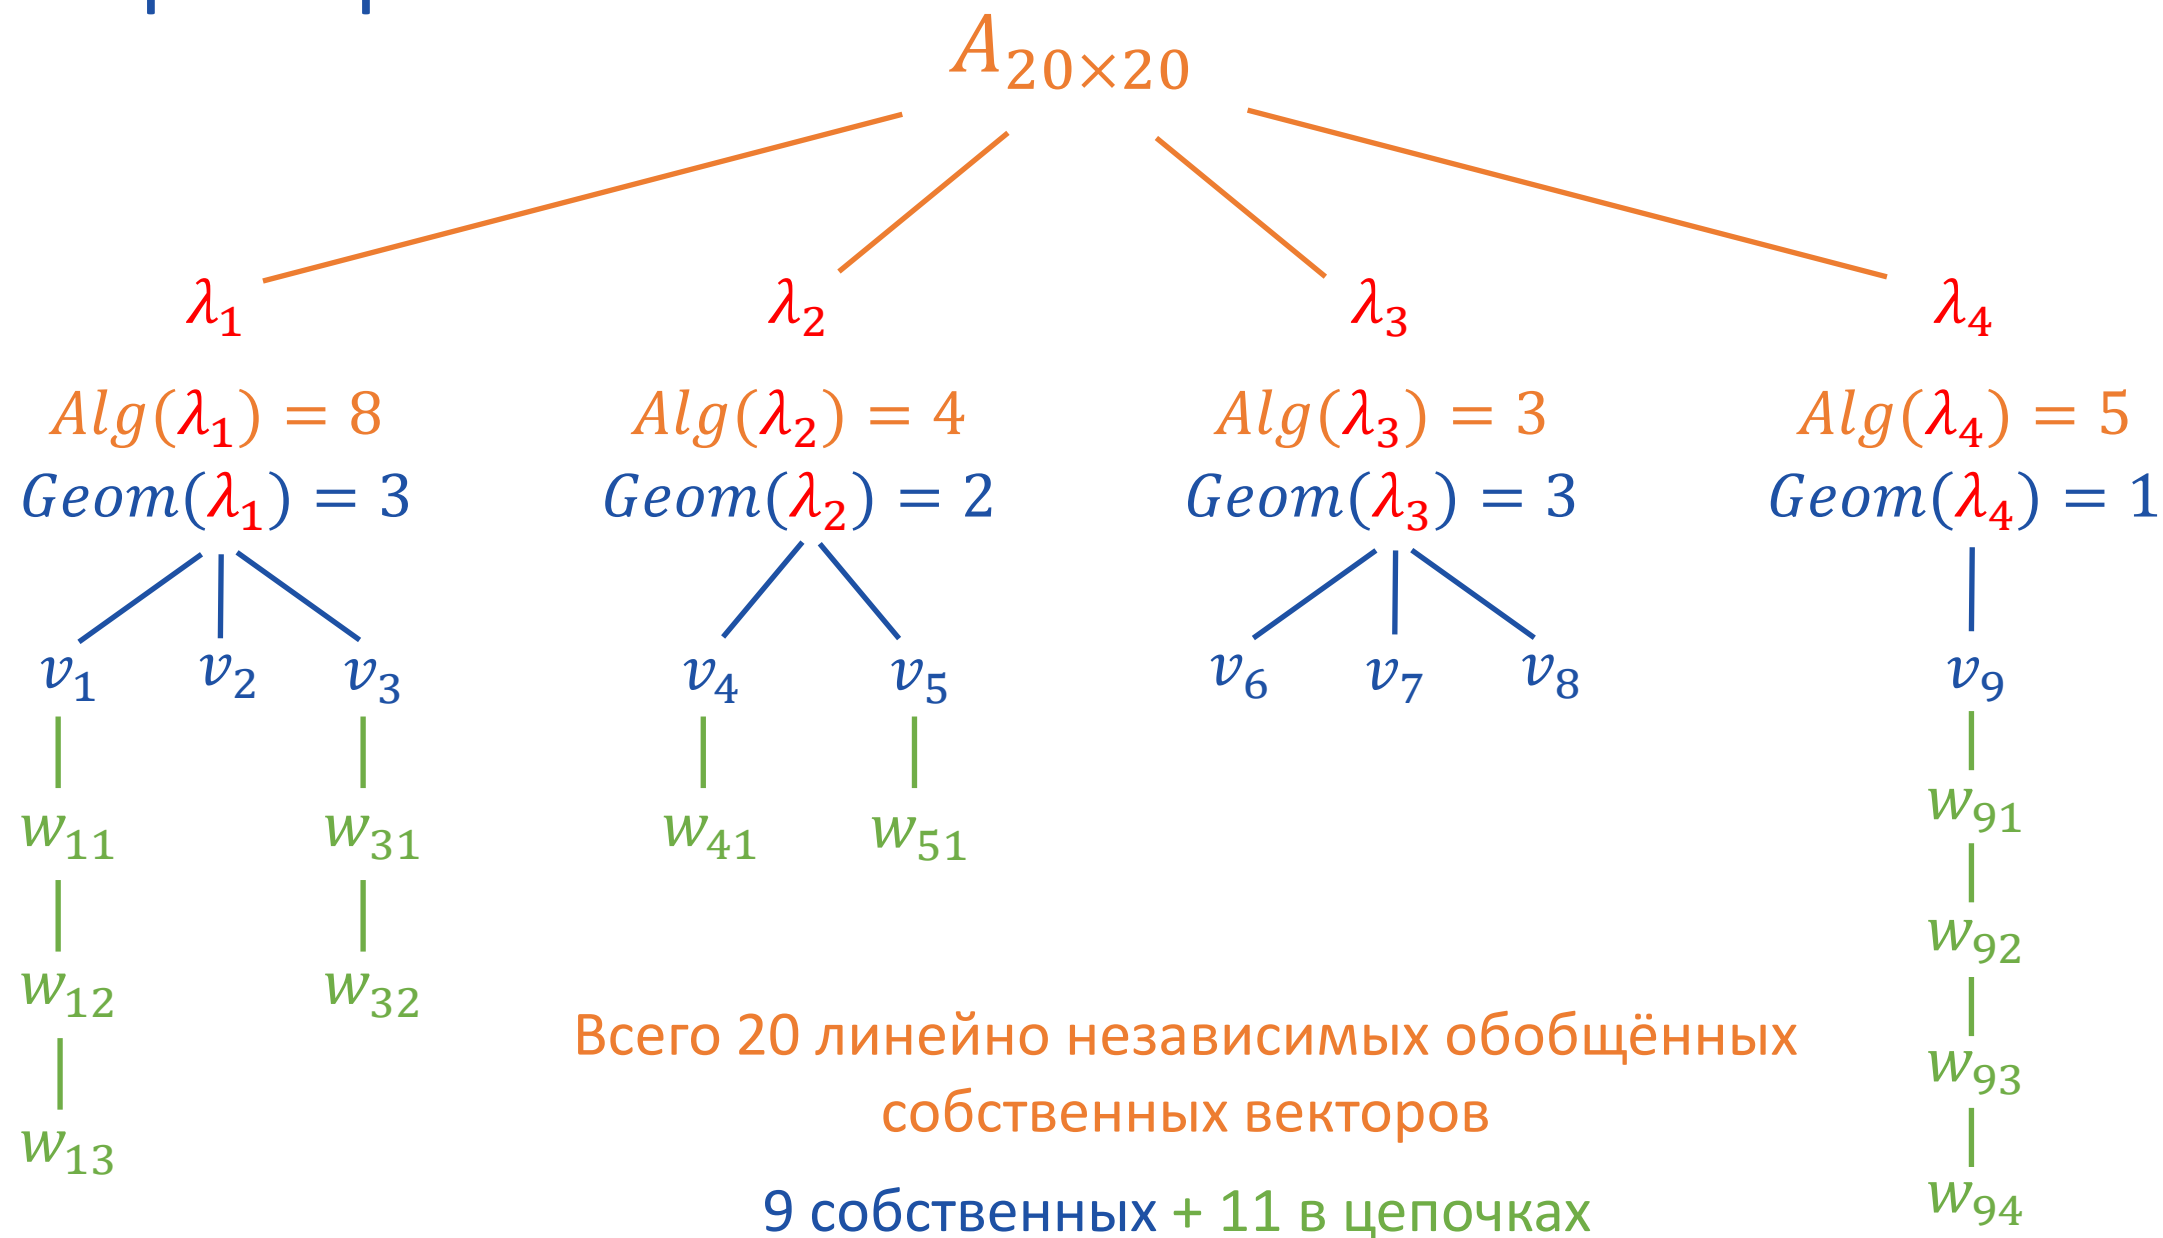 A₂₀×₂₀
λ₁ λ₂ λ₃ λ₄
Alg(λ₁) = 8 Alg(λ₂) = 4 Alg(λ₃) = 3 Alg(λ₄) = 5
Geom(λ₁) = 3 Geom(λ₂) = 2 Geom(λ₃) = 3 Geom(λ₄) = 1
v₁ v₂ v₃ v₄ v₅ v₆ v₇ v₈ v₉
w₁₁ w₃₁ w₄₁ w₅₁ w₉₁
w₁₂ w₃₂ w₉₂
Всего 20 линейно независимых обобщённых
w₉₃
собственных векторов
w₁₃
9 собственных + 11 в цепочках
w₉₄